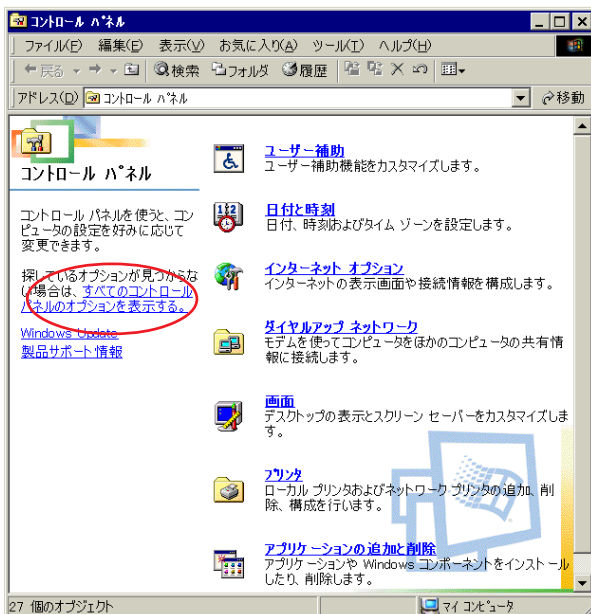 コントロール パネル
ファイル(F) 編集(E) 表示(V) お気に入り(A) ツール(T) ヘルプ(H)
戻る 検索 フォルダ 履歴
アドレス(D) コントロール パネル 移動
コントロール パネル
コントロール パネルを使うと、コン
ピュータの設定を好みに応じて
変更できます。
探しているオプションが見つからな
い場合は、すべてのコントロール
パネルのオプションを表示する。
Windows Update
製品サポート情報
ユーザー補助
ユーザー補助機能をカスタマイズします。
日付と時刻
日付、時刻およびタイム ゾーンを設定します。
インターネット オプション
インターネットの表示画面や接続情報を構成します。
ダイヤルアップ ネットワーク
モデムを使ってコンピュータをほかのコンピュータの共有情
報に接続します。
画面
デスクトップの表示とスクリーン セーバーをカスタマイズしま
す。
プリンタ
ローカル プリンタおよびネットワーク プリンタの追加、削
除、構成を行います。
アプリケーションの追加と削除
アプリケーションや Windows コンポーネントをインストール
したり、削除します。
27 個のオブジェクト マイ コンピュータ